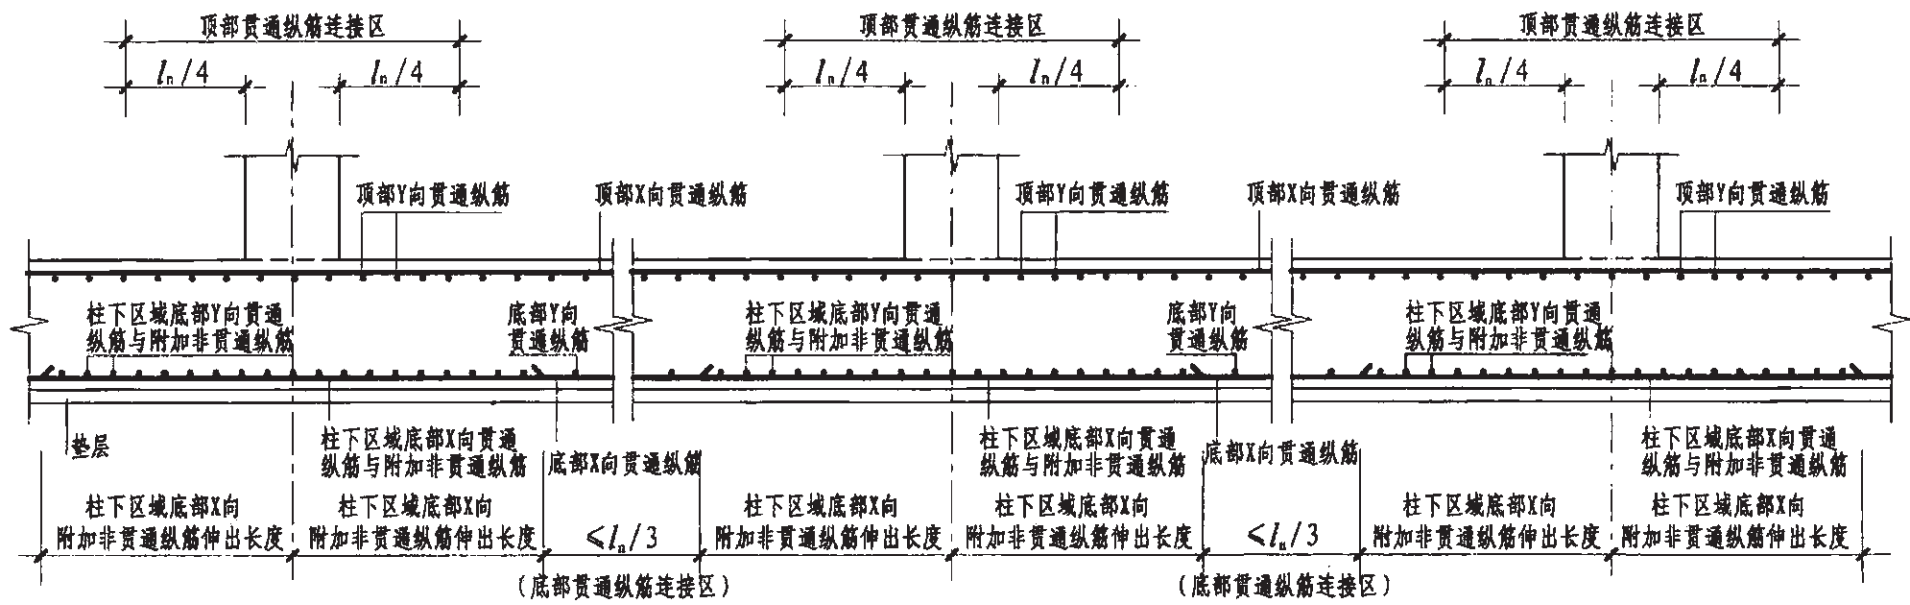 顶部贯通纵筋连接区 顶部贯通纵筋连接区 顶部贯通纵筋连接区
lₙ/4 lₙ/4 lₙ/4 lₙ/4 lₙ/4 lₙ/4
顶部Y向贯通纵筋 顶部X向贯通纵筋 顶部Y向贯通纵筋 顶部X向贯通纵筋 顶部Y向贯通纵筋
柱下区域底部Y向贯通 底部Y向 柱下区域底部Y向贯通 底部Y向 柱下区域底部Y向贯通
纵筋与附加非贯通纵筋 贯通纵筋 纵筋与附加非贯通纵筋 贯通纵筋 纵筋与附加非贯通纵筋
垫层 柱下区域底部X向贯通 柱下区域底部X向贯通 柱下区域底部X向贯通
纵筋与附加非贯通纵筋 底部X向贯通纵筋 纵筋与附加非贯通纵筋 底部X向贯通纵筋 纵筋与附加非贯通纵筋
柱下区域底部X向 柱下区域底部X向 柱下区域底部X向 柱下区域底部X向 柱下区域底部X向 柱下区域底部X向
附加非贯通纵筋伸出长度 附加非贯通纵筋伸出长度 ≤lₙ/3 附加非贯通纵筋伸出长度 附加非贯通纵筋伸出长度 ≤lₙ/3 附加非贯通纵筋伸出长度 附加非贯通纵筋伸出长度
(底部贯通纵筋连接区) (底部贯通纵筋连接区)